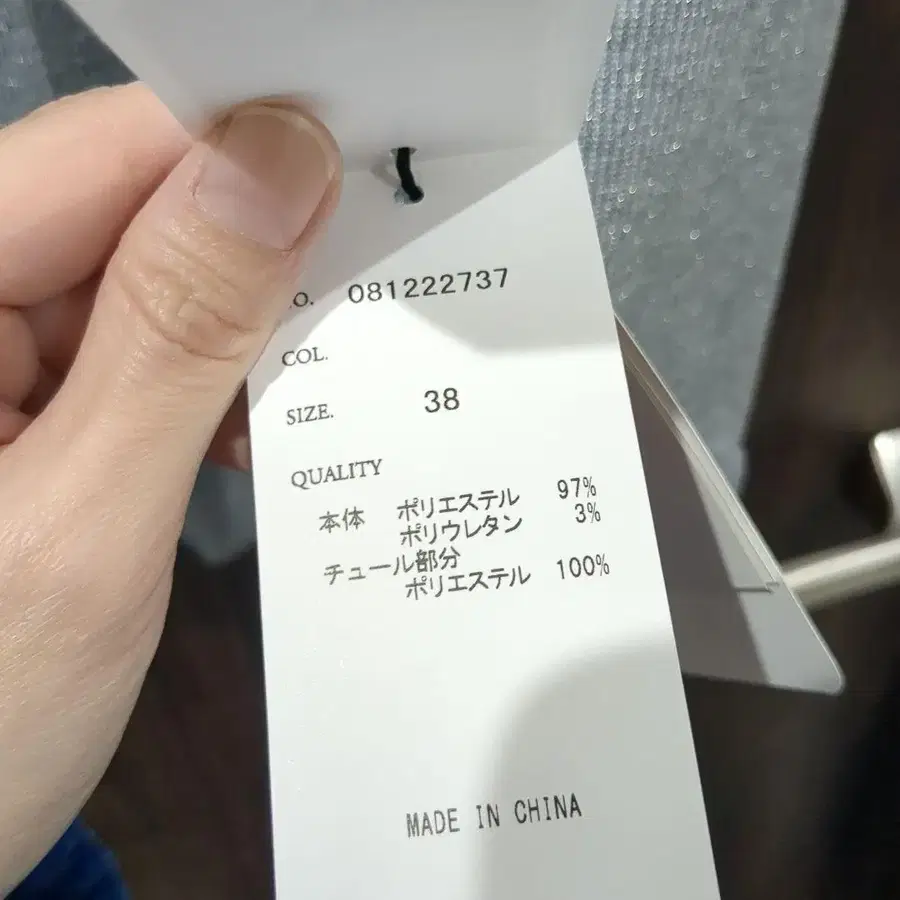 O. 081222737
COL.
SIZE. 38
QUALITY
本体 ポリエステル 97%
ポリウレタン 3%
チュール部分
ポリエステル 100%
MADE IN CHINA